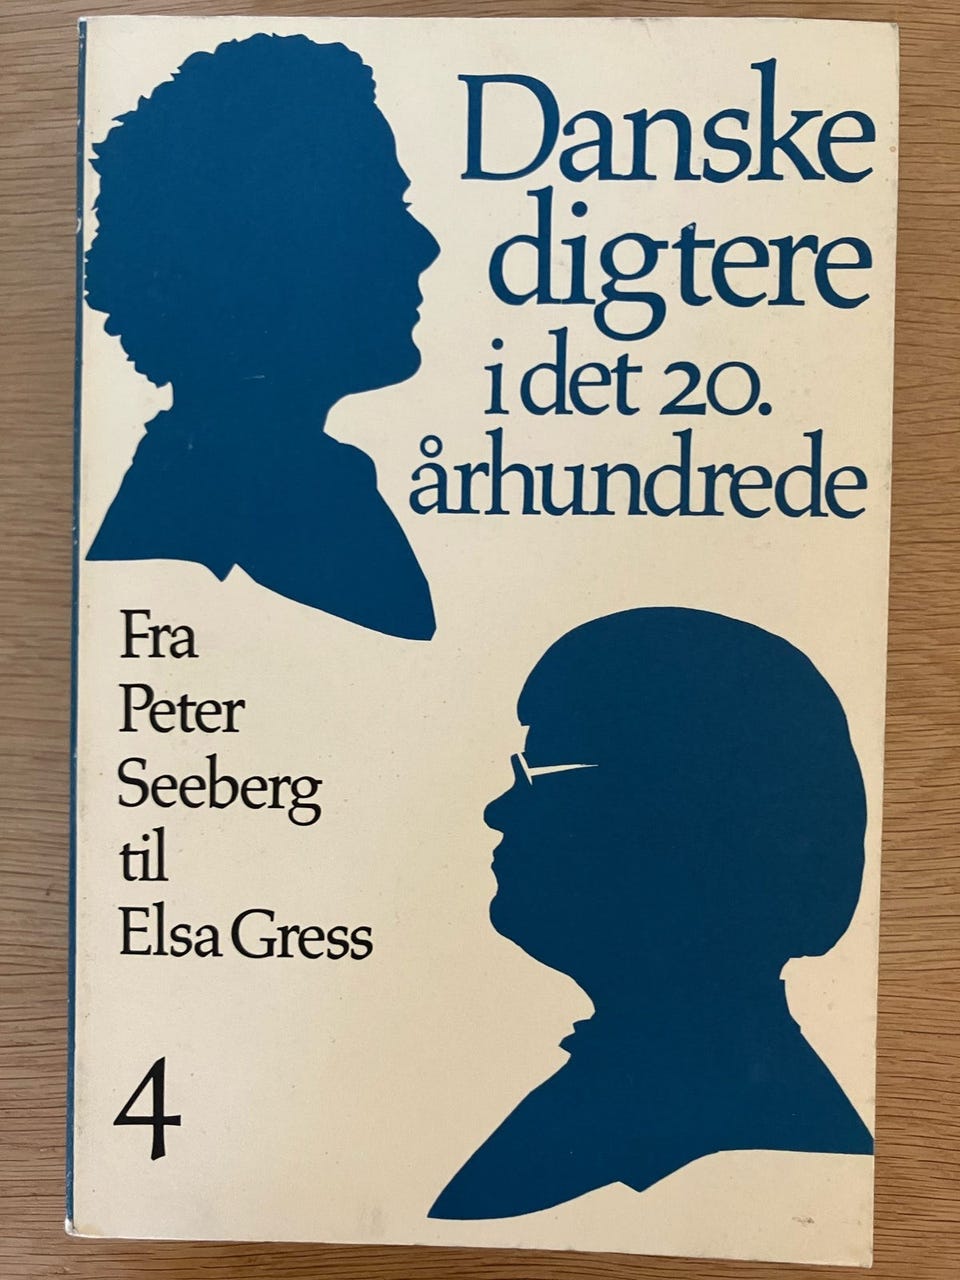 Danske
digtere
i det 20.
århundrede
Fra
Peter
Seeberg
til
Elsa Gress
4